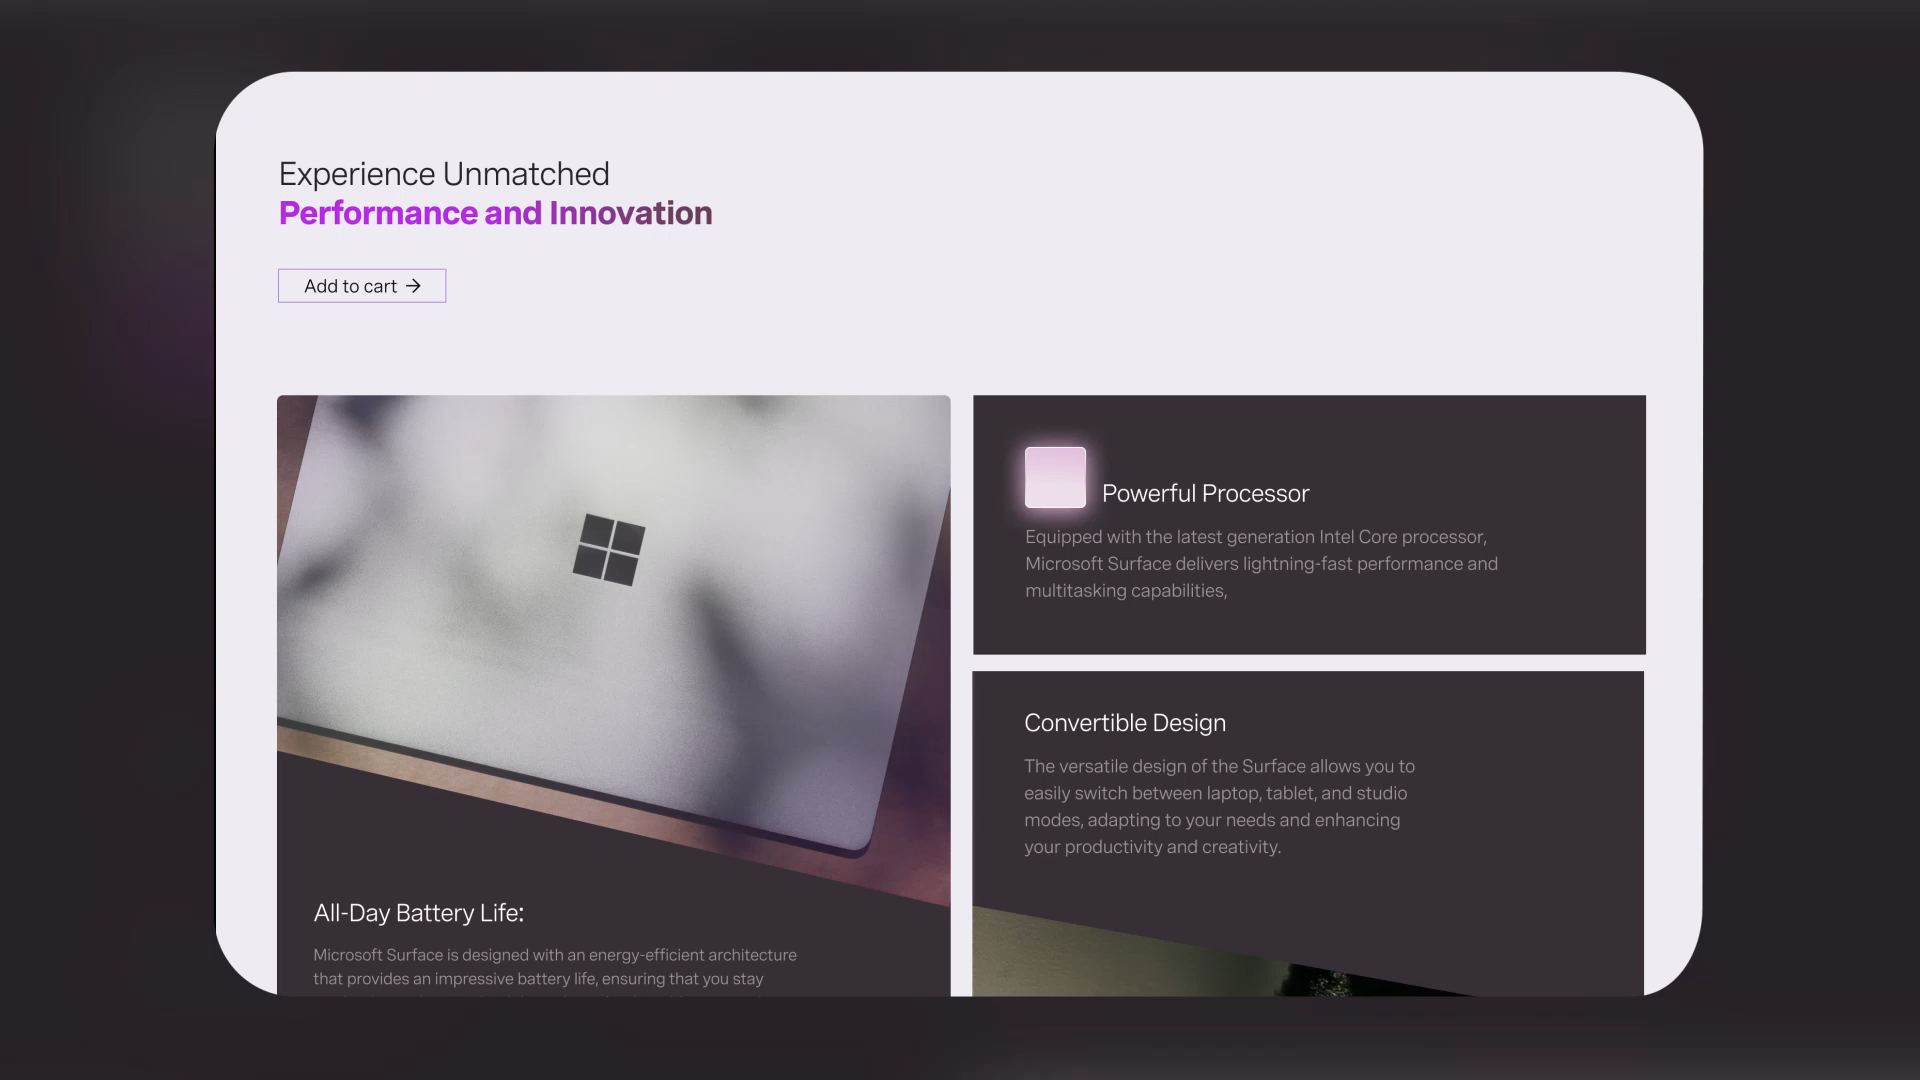 Experience Unmatched
Performance and Innovation
Add to cart →
Powerful Processor
Equipped with the latest generation Intel Core processor,
Microsoft Surface delivers lightning-fast performance and
multitasking capabilities,
Convertible Design
The versatile design of the Surface allows you to
easily switch between laptop, tablet, and studio
modes, adapting to your needs and enhancing
your productivity and creativity.
All-Day Battery Life:
Microsoft Surface is designed with an energy-efficient architecture
that provides an impressive battery life, ensuring that you stay